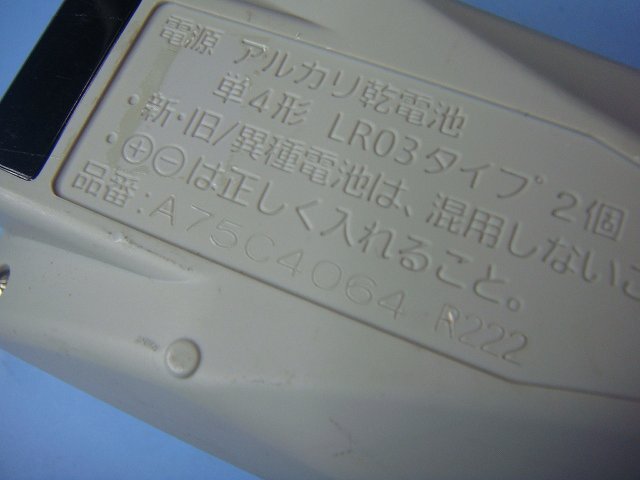 電源 アルカリ乾電池
単4形 LR03タイプ 2個
・新・旧/異種電池は、混用しないこ
・⊕⊖は正しく入れること。
品番:A75C4064 R222